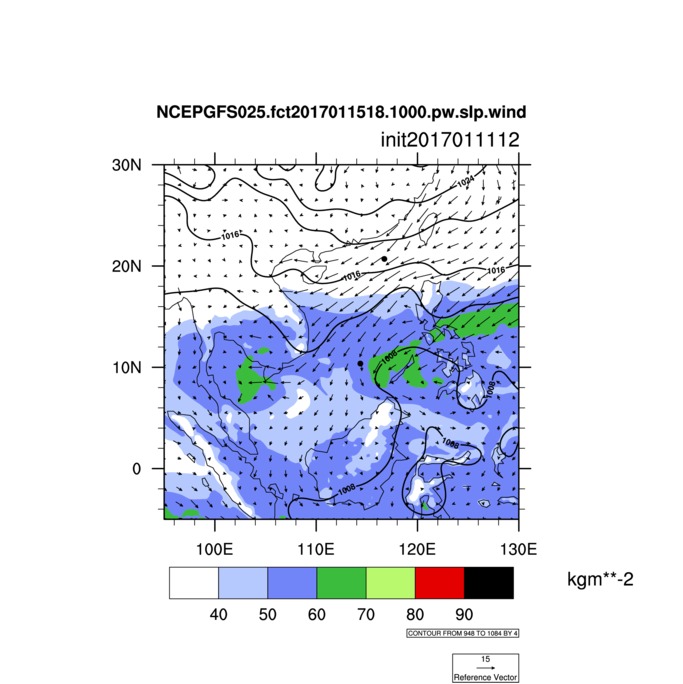 NCEPGFS025.fct2017011518.1000.pw.slp.wind
init2017011112
30N
1024
1016
20N
1016
1016
1008
10N
1008
1008
0
1008
100E
110E
120E
130E
kgm**-2
40
50
60
70
80
90
CONTOUR FROM 948 TO 1084 BY 4
15
Reference Vector